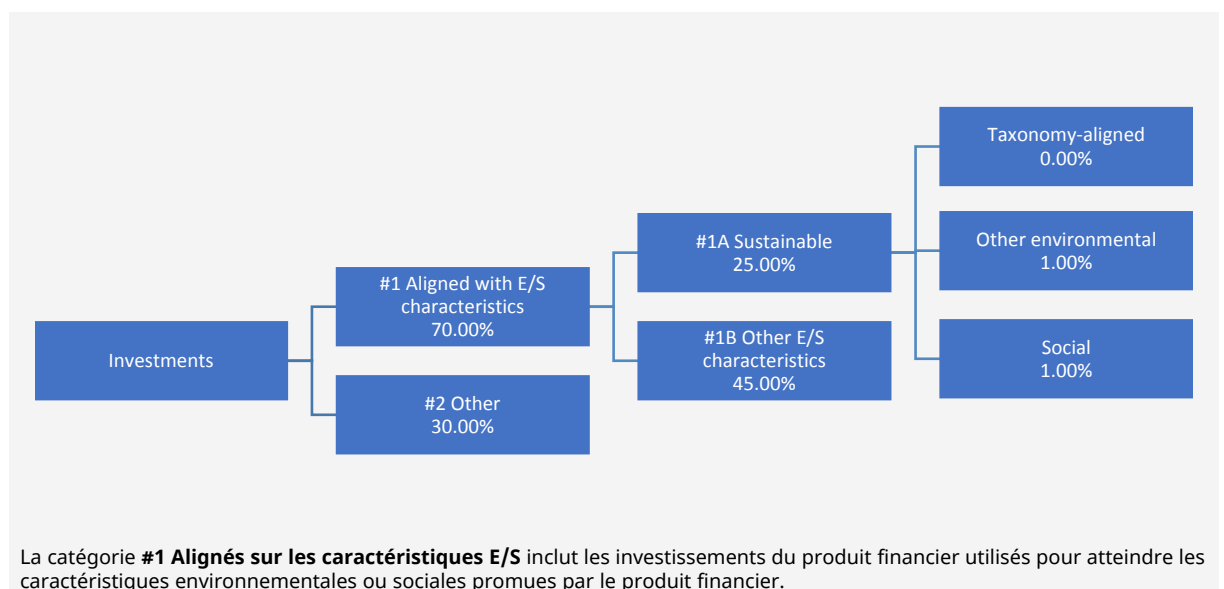 Taxonomy-aligned
0.00%
#1A Sustainable
25.00%
Other environmental
1.00%
#1 Aligned with E/S
characteristics
70.00%
Investments
#1B Other E/S
characteristics
45.00%
Social
1.00%
#2 Other
30.00%
La catégorie #1 Alignés sur les caractéristiques E/S inclut les investissements du produit financier utilisés pour atteindre les
caractéristiques environnementales ou sociales promues par le produit financier.